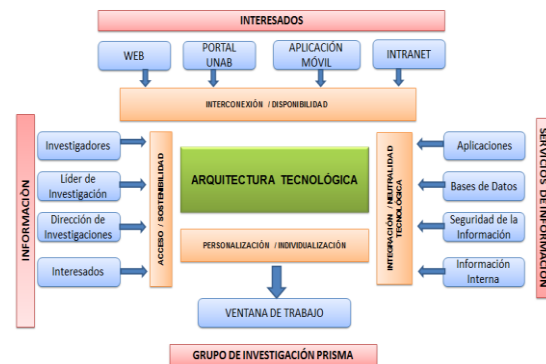 INTERESADOS
WEB
PORTAL
UNAB
APLICACIÓN
MÓVIL
INTRANET
INTERCONEXIÓN / DISPONIBILIDAD
INFORMACIÓN
Investigadores
Líder de
Investigación
Dirección de
Investigaciones
Interesados
ACCESO / SOSTENIBILIDAD
ARQUITECTURA TECNOLÓGICA
PERSONALIZACIÓN / INDIVIDUALIZACIÓN
VENTANA DE TRABAJO
INTEGRACIÓN / NEUTRALIDAD
TECNOLÓGICA
Aplicaciones
Bases de Datos
Seguridad de la
Información
Información
Interna
SERVICIOS DE INFORMACIÓN
GRUPO DE INVESTIGACIÓN PRISMA